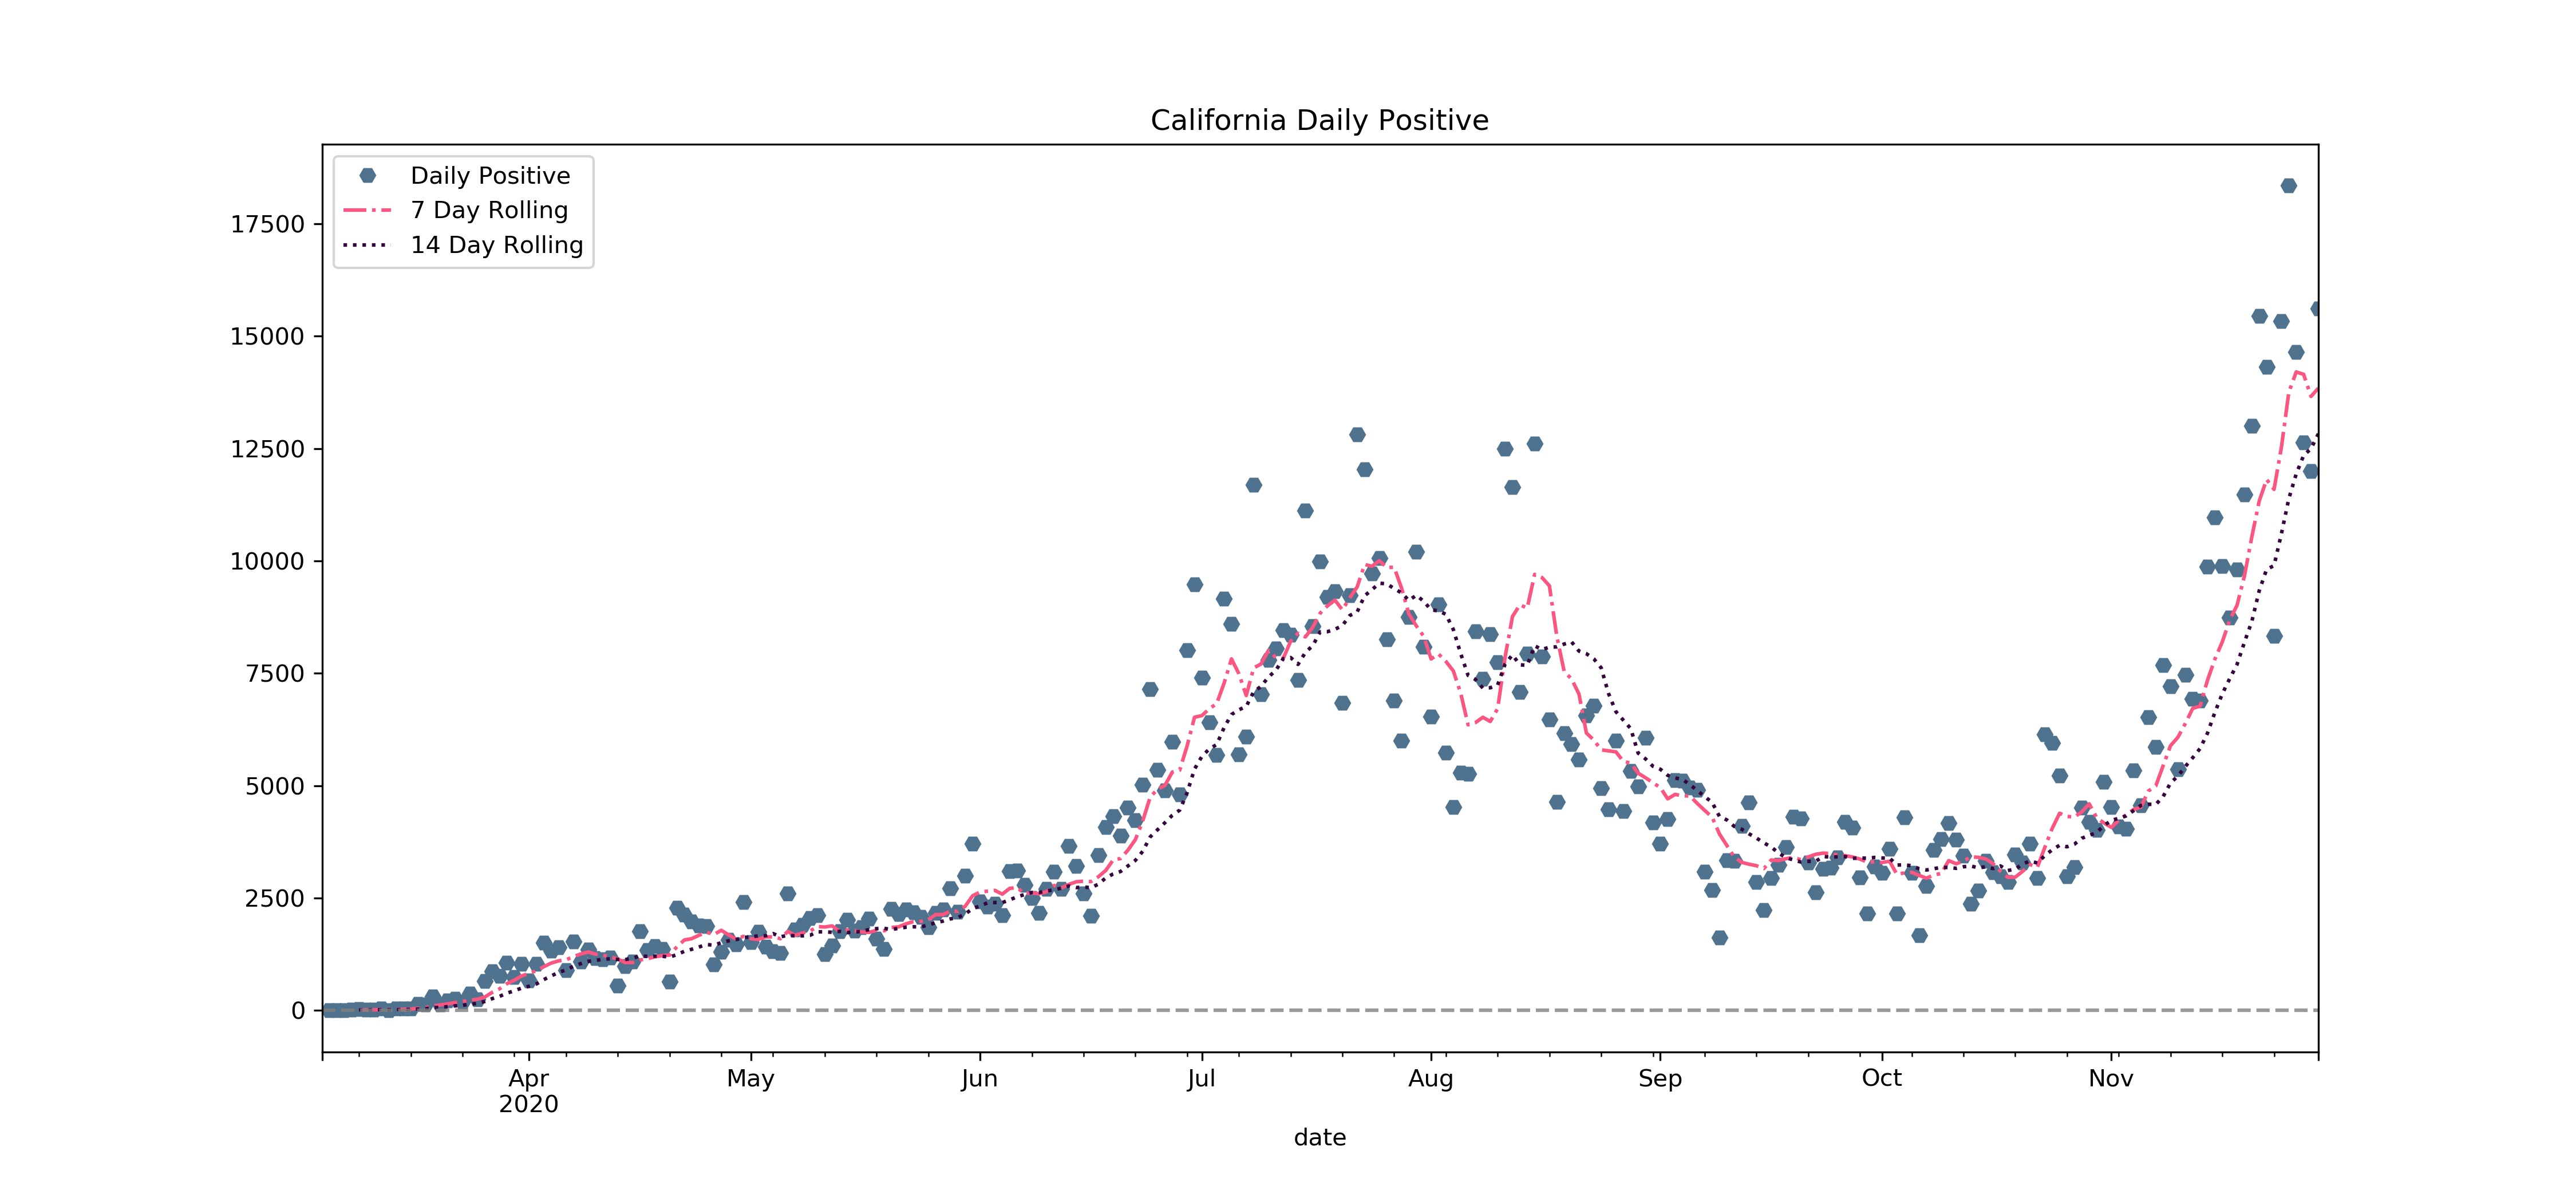 California Daily Positive
Daily Positive
7 Day Rolling
14 Day Rolling
17500
15000
12500
10000
7500
5000
2500
0
Apr May Jun Jul Aug Sep Oct Nov
2020
date